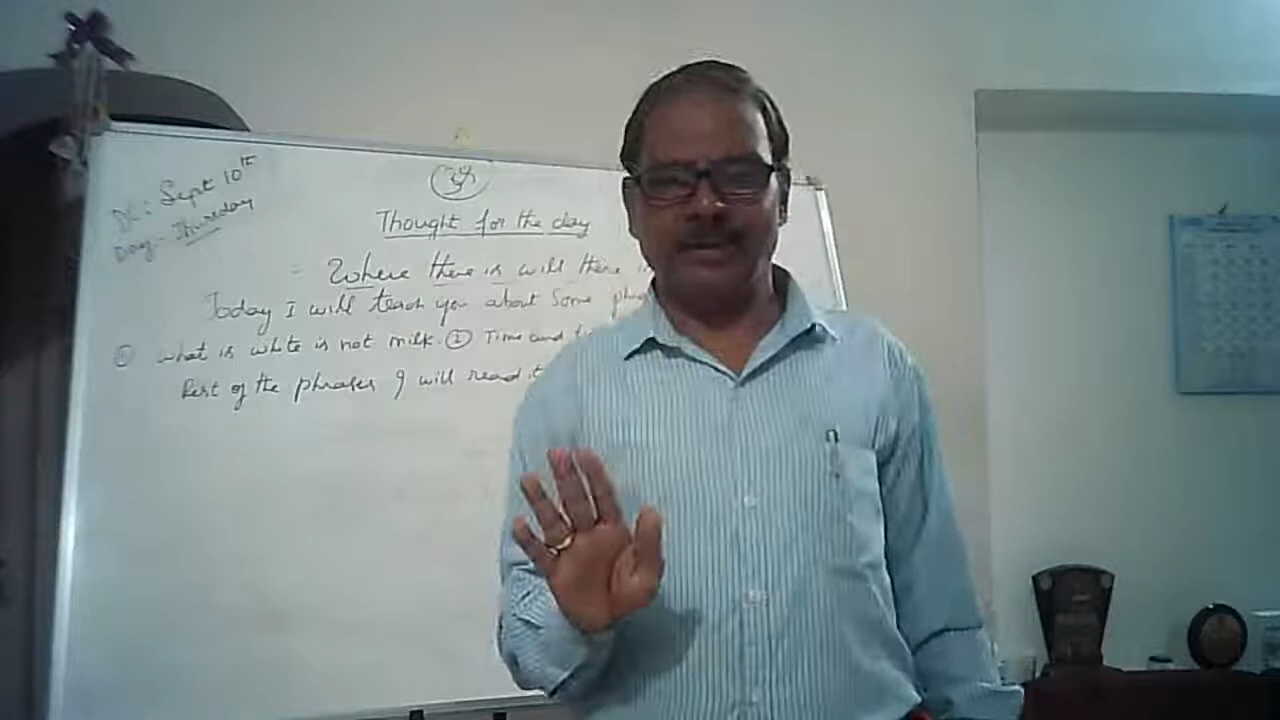 Dt: Sept 10th
Day:- Thursday
ॐ
Thought for the day
= Where there is will there
Today I will teach you about Some
① what is white is not milk. ② Time and
Rest of the phrases I will read